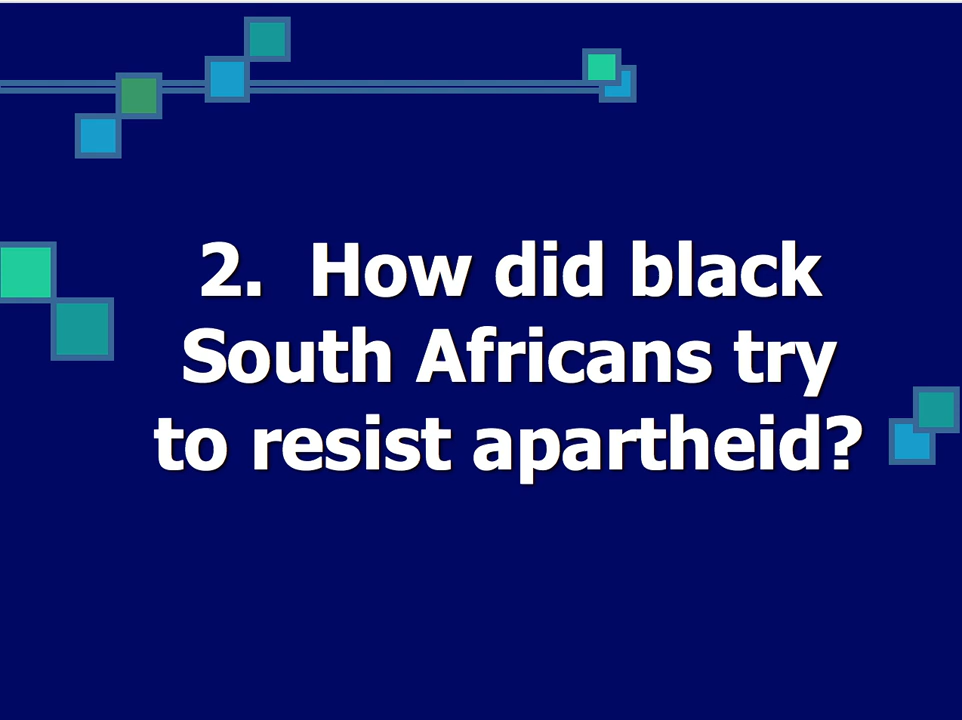 2.  How did black
South Africans try
to resist apartheid?